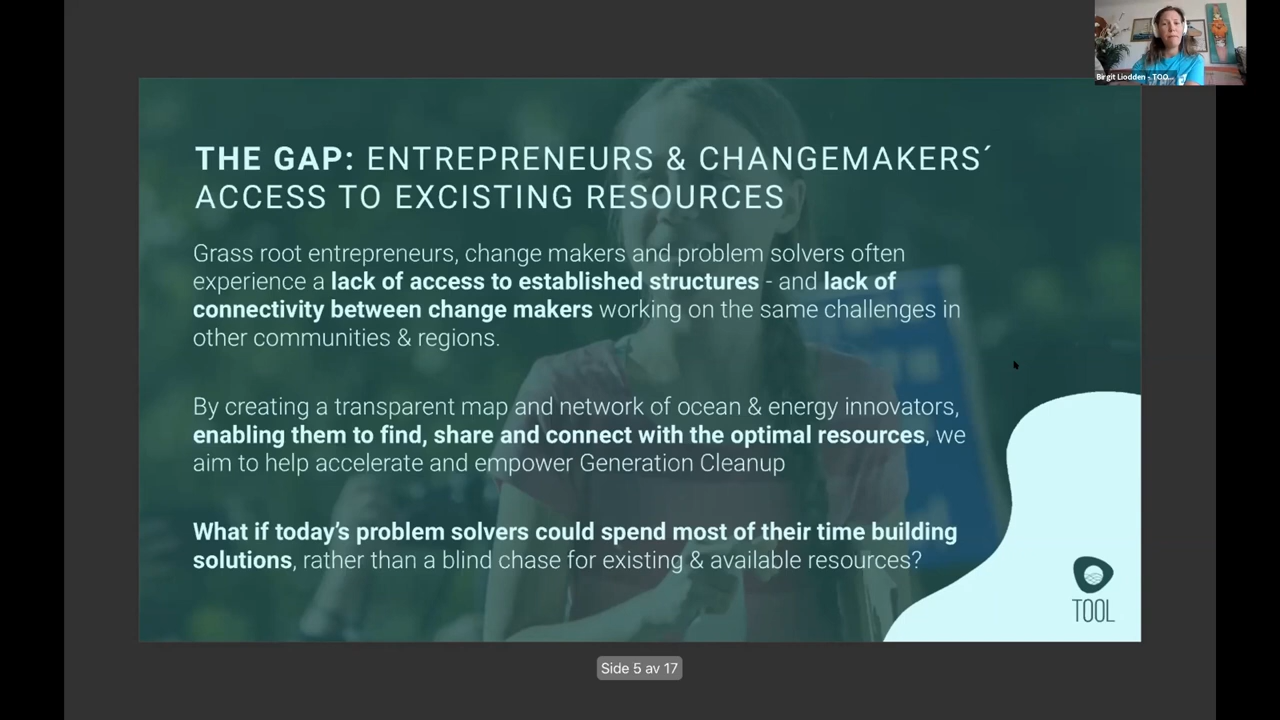 Birgit Liodden - TOO...
THE GAP: ENTREPRENEURS & CHANGEMAKERS´
ACCESS TO EXCISTING RESOURCES
Grass root entrepreneurs, change makers and problem solvers often
experience a lack of access to established structures - and lack of
connectivity between change makers working on the same challenges in
other communities & regions.
By creating a transparent map and network of ocean & energy innovators,
enabling them to find, share and connect with the optimal resources, we
aim to help accelerate and empower Generation Cleanup
What if today’s problem solvers could spend most of their time building
solutions, rather than a blind chase for existing & available resources?
TOOL
Side 5 av 17